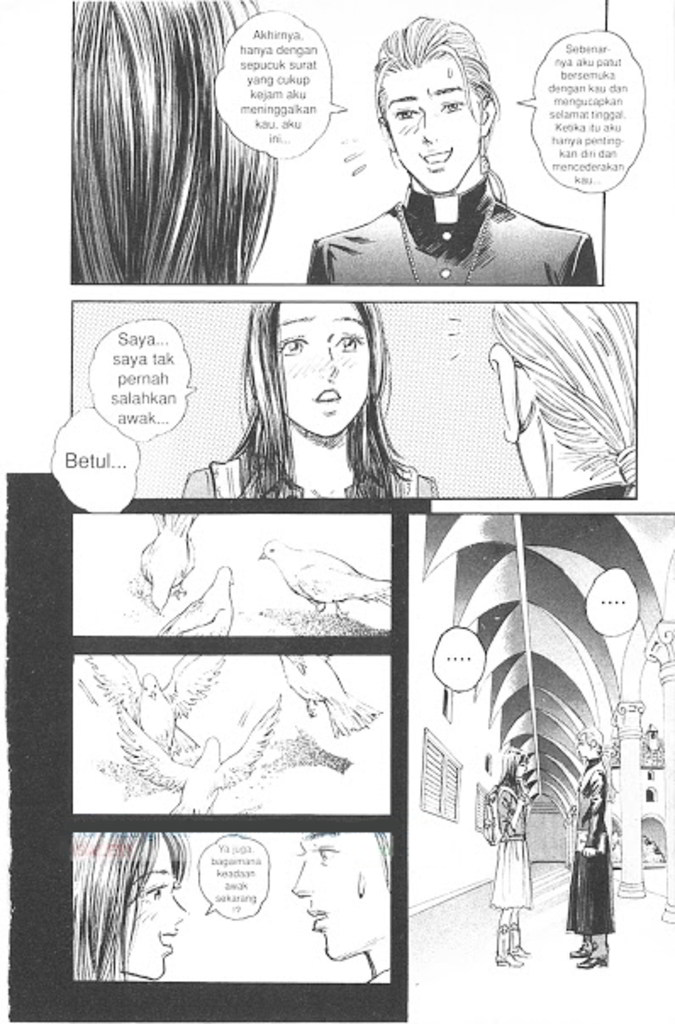 Akhirnya,
hanya dengan
sepucuk surat
yang cukup
kejam aku
meninggalkan
kau, aku
ini...
Sebenar-
nya aku patut
bersemuka
dengan kau dan
mengucapkan
selamat tinggal.
Ketika itu aku
hanya penting-
kan diri dan
mencederakan
kau...
Saya...
saya tak
pernah
salahkan
awak...
Betul...
....
....
Ya juga,
bagaimana
keadaan
awak
sekarang
!?